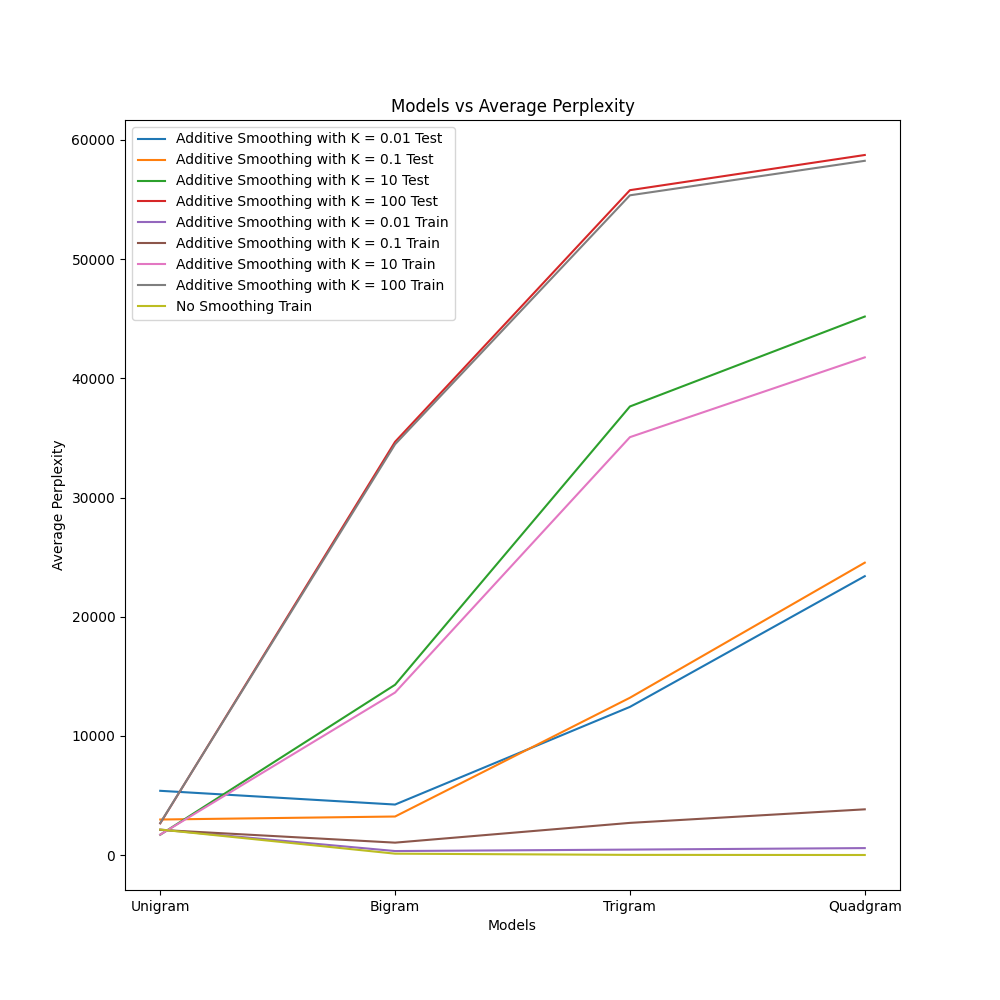 Models vs Average Perplexity
Additive Smoothing with K = 0.01 Test
Additive Smoothing with K = 0.1 Test
Additive Smoothing with K = 10 Test
Additive Smoothing with K = 100 Test
Additive Smoothing with K = 0.01 Train
Additive Smoothing with K = 0.1 Train
Additive Smoothing with K = 10 Train
Additive Smoothing with K = 100 Train
No Smoothing Train
60000
50000
40000
30000
20000
10000
0
Average Perplexity
Unigram
Bigram
Trigram
Quadgram
Models